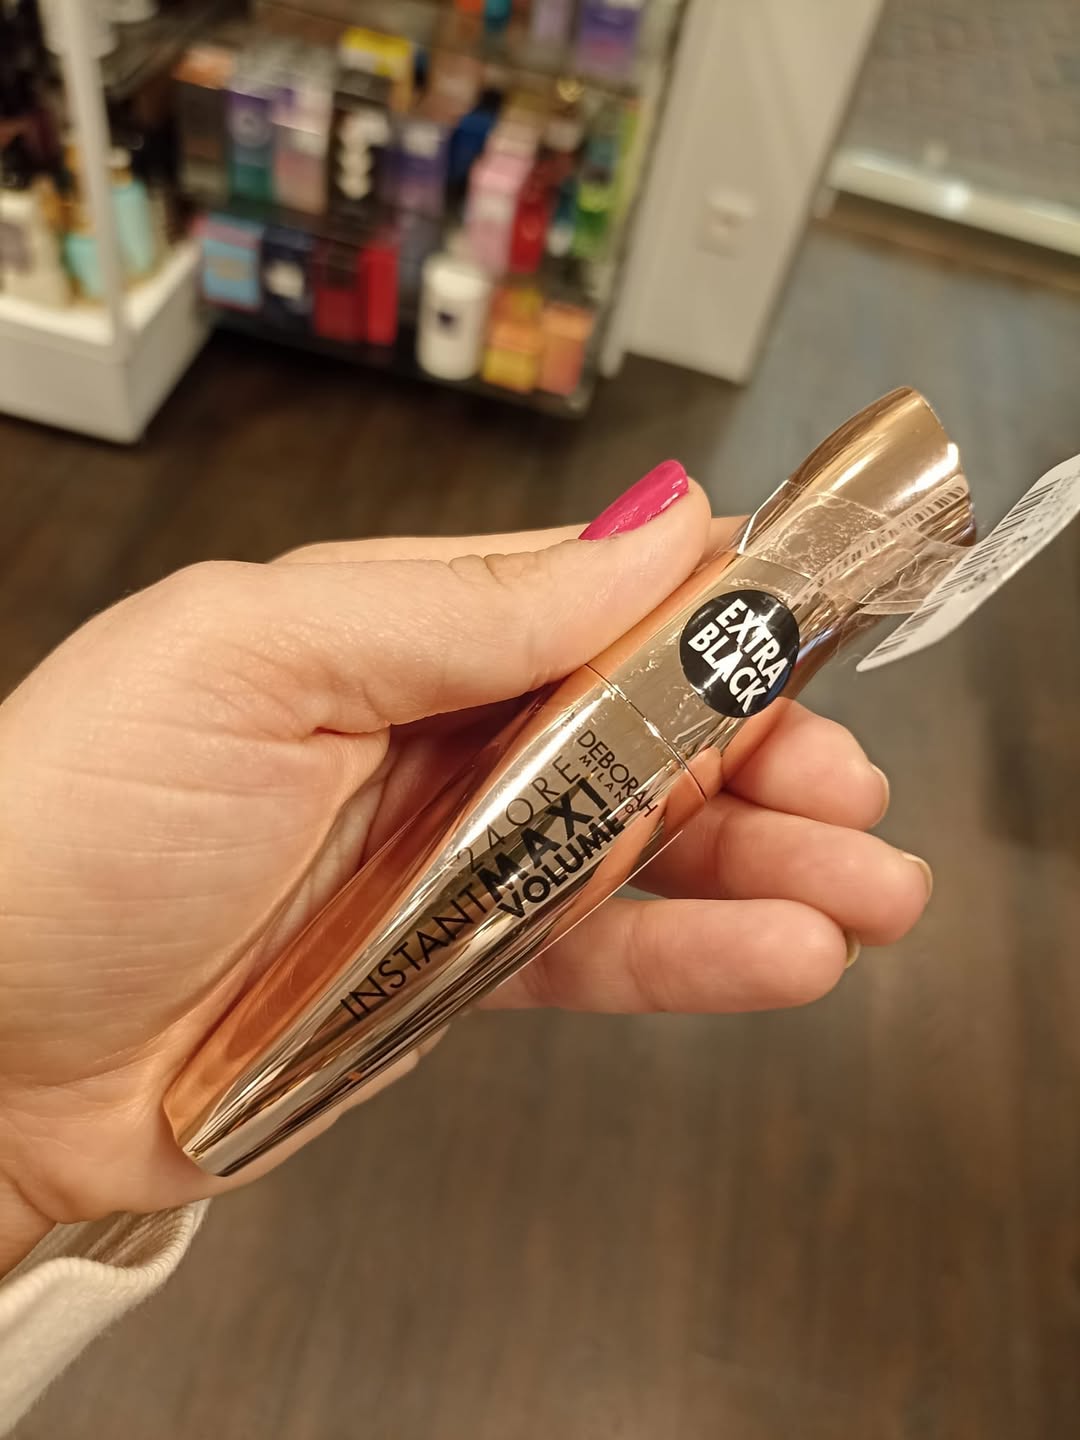 EXTRA
BLACK
DEBORAH
MILANO
24ORE
INSTANT MAXI
VOLUME